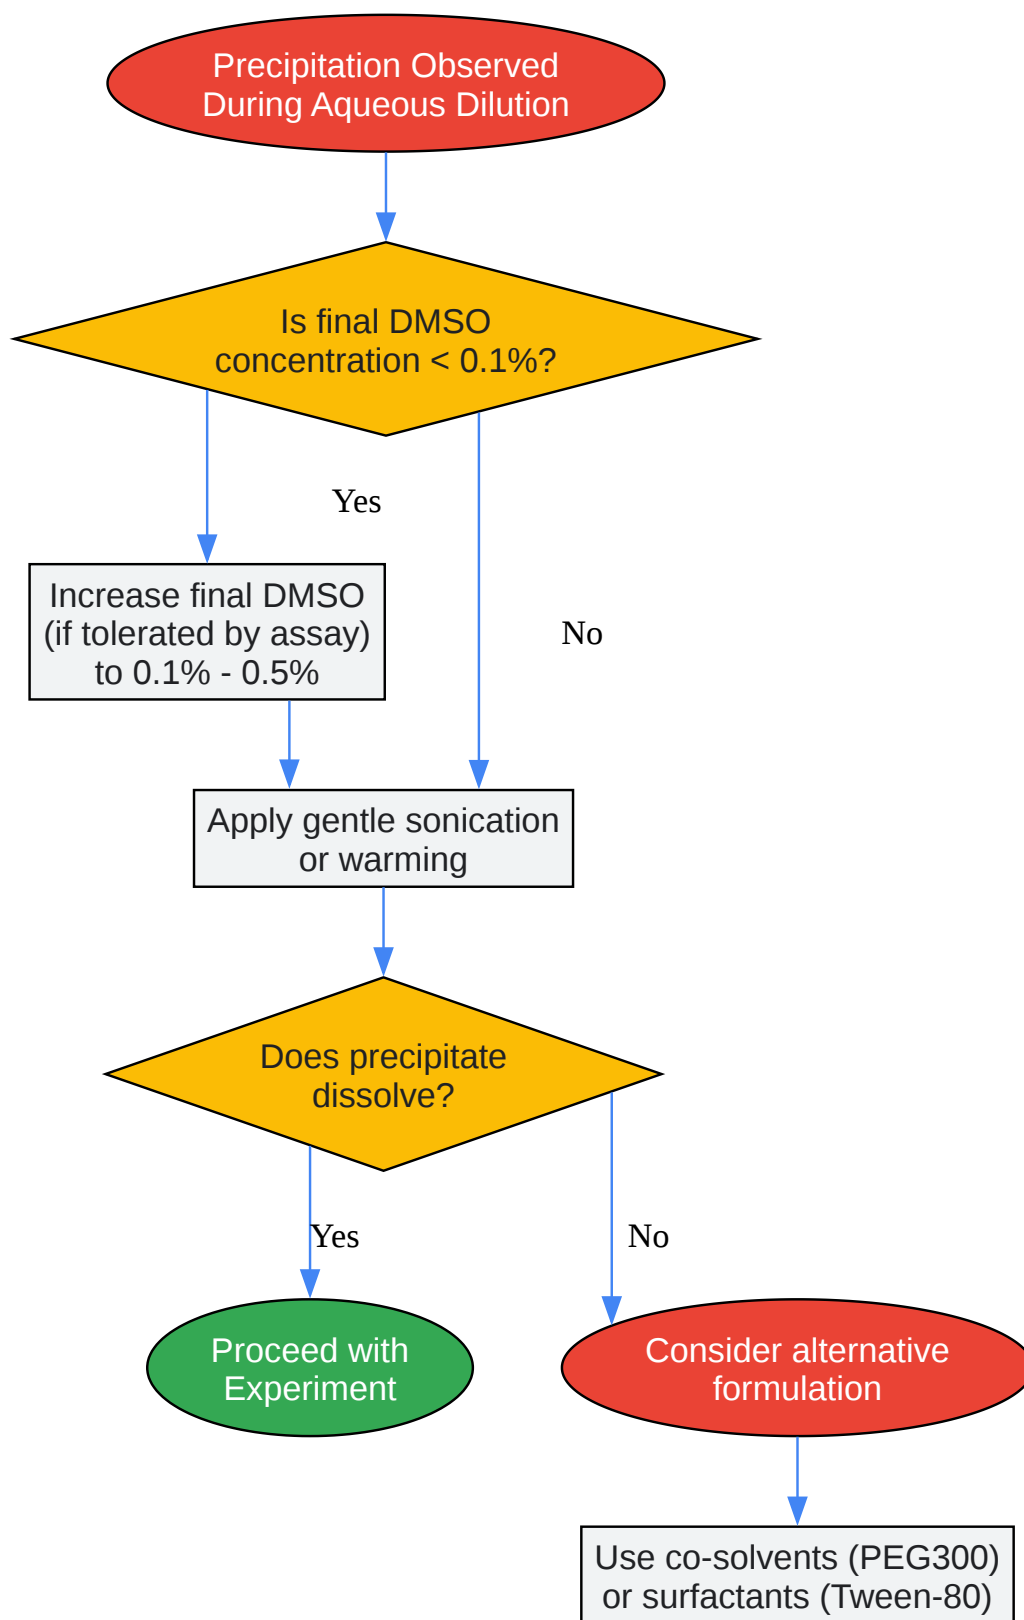 Precipitation Observed
During Aqueous Dilution
Is final DMSO
concentration < 0.1%?
Yes
Increase final DMSO
(if tolerated by assay)
to 0.1% - 0.5%
No
Apply gentle sonication
or warming
Does precipitate
dissolve?
Yes
No
Proceed with
Experiment
Consider alternative
formulation
Use co-solvents (PEG300)
or surfactants (Tween-80)